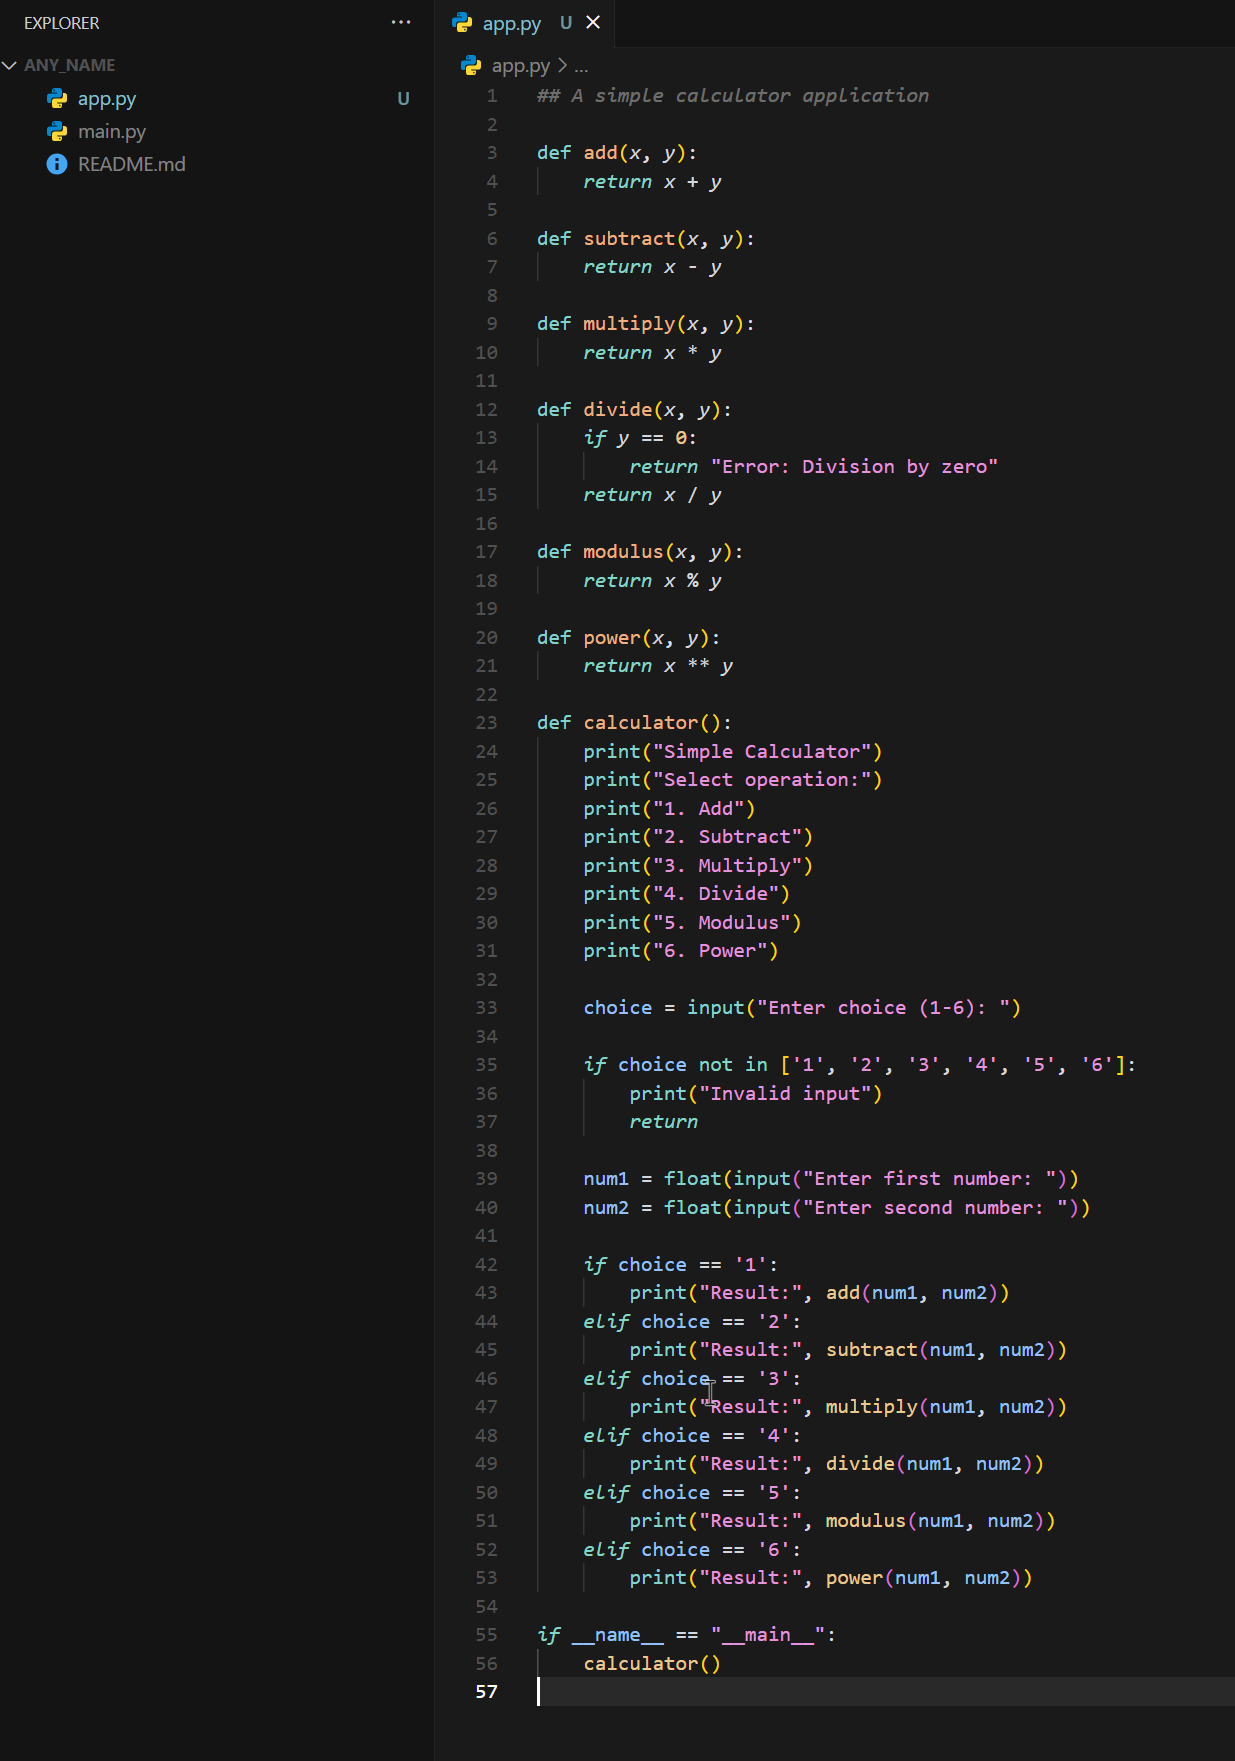 EXPLORER ...
ANY_NAME
app.py U
main.py
README.md
app.py U
app.py > ...
1 ## A simple calculator application
2
3 def add(x, y):
4     return x + y
5
6 def subtract(x, y):
7     return x - y
8
9 def multiply(x, y):
10     return x * y
11
12 def divide(x, y):
13     if y == 0:
14         return "Error: Division by zero"
15     return x / y
16
17 def modulus(x, y):
18     return x % y
19
20 def power(x, y):
21     return x ** y
22
23 def calculator():
24     print("Simple Calculator")
25     print("Select operation:")
26     print("1. Add")
27     print("2. Subtract")
28     print("3. Multiply")
29     print("4. Divide")
30     print("5. Modulus")
31     print("6. Power")
32
33     choice = input("Enter choice (1-6): ")
34
35     if choice not in ['1', '2', '3', '4', '5', '6']:
36         print("Invalid input")
37         return
38
39     num1 = float(input("Enter first number: "))
40     num2 = float(input("Enter second number: "))
41
42     if choice == '1':
43         print("Result:", add(num1, num2))
44     elif choice == '2':
45         print("Result:", subtract(num1, num2))
46     elif choice == '3':
47         print("Result:", multiply(num1, num2))
48     elif choice == '4':
49         print("Result:", divide(num1, num2))
50     elif choice == '5':
51         print("Result:", modulus(num1, num2))
52     elif choice == '6':
53         print("Result:", power(num1, num2))
54
55 if __name__ == "__main__":
56     calculator()
57